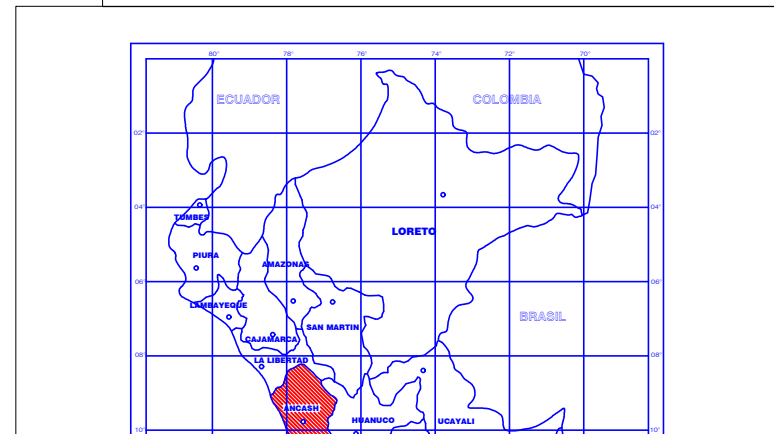 80° 78° 76° 74° 72° 70°
ECUADOR COLOMBIA
02° 02°
04° 04°
TUMBES
LORETO
PIURA
AMAZONAS
06° 06°
LAMBAYEQUE
BRASIL
SAN MARTIN
CAJAMARCA
08° 08°
LA LIBERTAD
ANCASH
HUANUCO UCAYALI
10° 10°